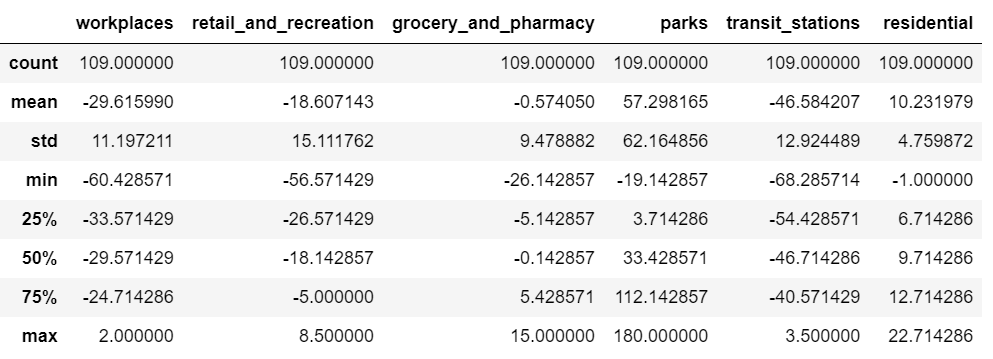 workplaces retail_and_recreation grocery_and_pharmacy parks transit_stations residential
count 109.000000 109.000000 109.000000 109.000000 109.000000 109.000000
mean -29.615990 -18.607143 -0.574050 57.298165 -46.584207 10.231979
std 11.197211 15.111762 9.478882 62.164856 12.924489 4.759872
min -60.428571 -56.571429 -26.142857 -19.142857 -68.285714 -1.000000
25% -33.571429 -26.571429 -5.142857 3.714286 -54.428571 6.714286
50% -29.571429 -18.142857 -0.142857 33.428571 -46.714286 9.714286
75% -24.714286 -5.000000 5.428571 112.142857 -40.571429 12.714286
max 2.000000 8.500000 15.000000 180.000000 3.500000 22.714286